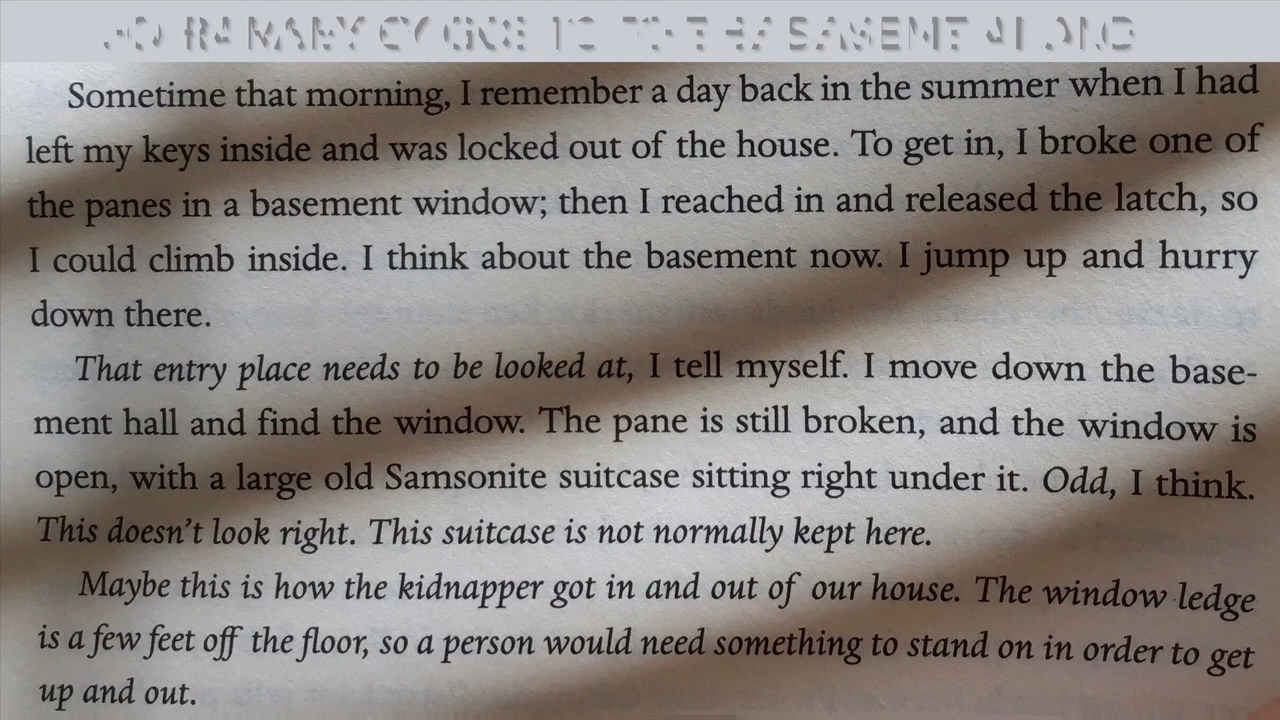 Sometime that morning, I remember a day back in the summer when I had
left my keys inside and was locked out of the house. To get in, I broke one of
the panes in a basement window; then I reached in and released the latch, so
I could climb inside. I think about the basement now. I jump up and hurry
down there.
That entry place needs to be looked at, I tell myself. I move down the base-
ment hall and find the window. The pane is still broken, and the window is
open, with a large old Samsonite suitcase sitting right under it. Odd, I think.
This doesn't look right. This suitcase is not normally kept here.
Maybe this is how the kidnapper got in and out of our house. The window ledge
is a few feet off the floor, so a person would need something to stand on in order to get
up and out.